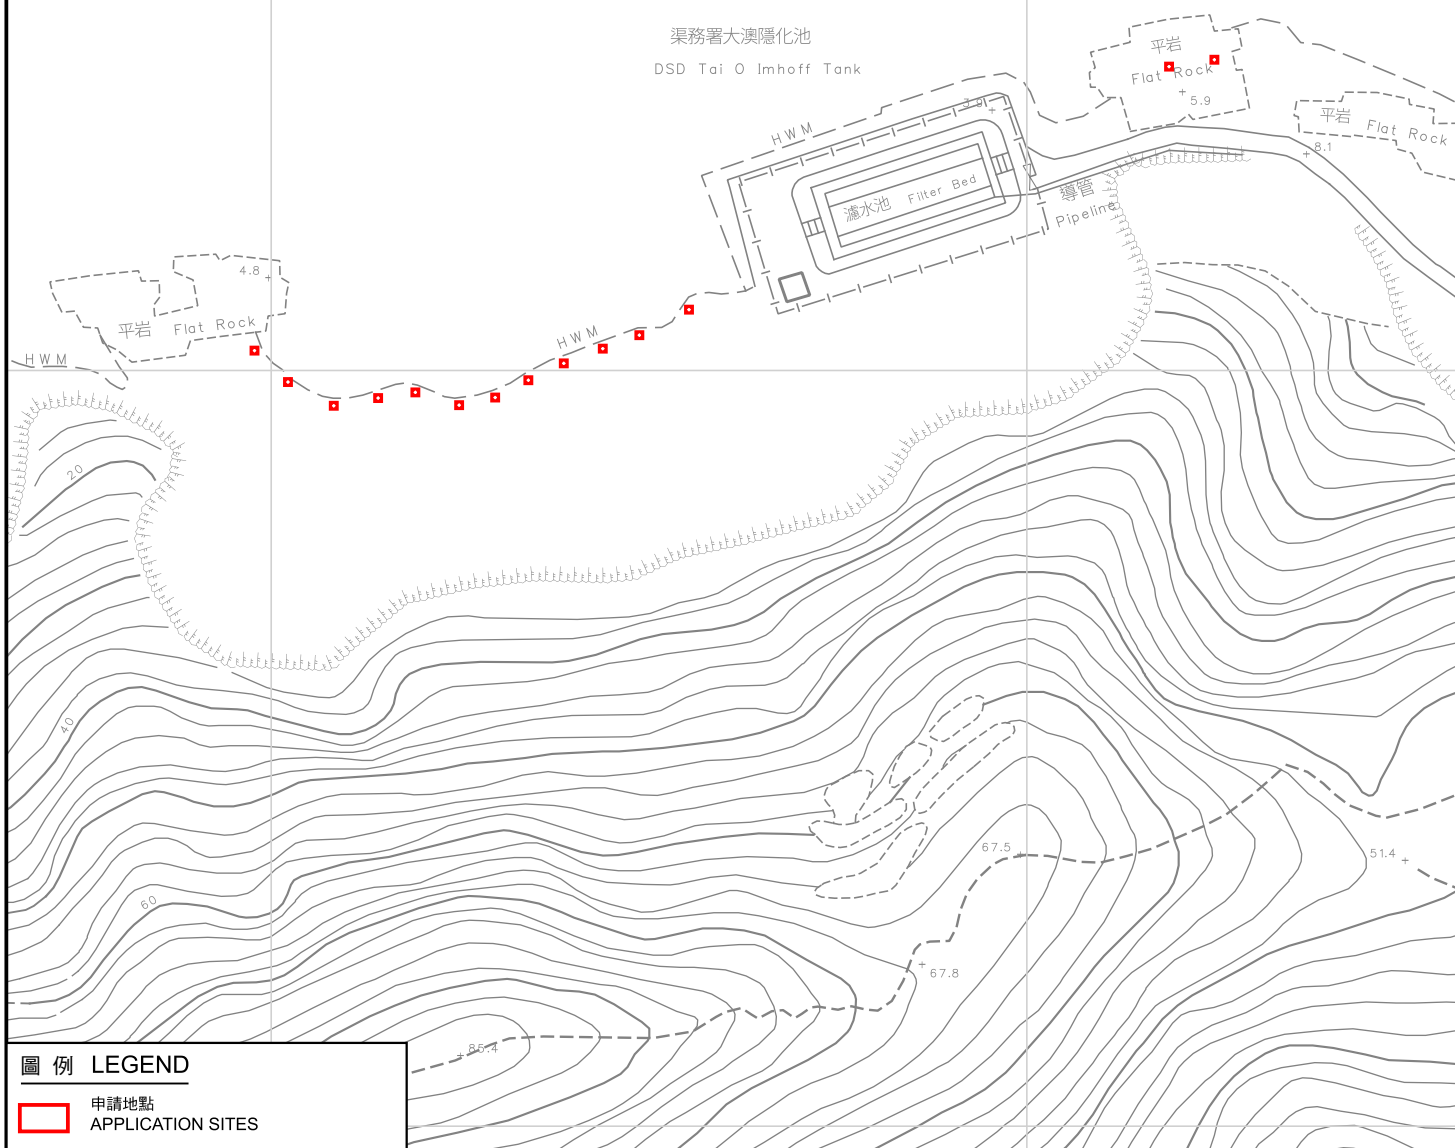 渠務署大澳隱化池
DSD Tai O Imhoff Tank
平岩
Flat Rock
5.9
平岩
Flat Rock
8.1
3.9
HWM
濾水池 Filter Bed
導管
Pipeline
4.8
平岩 Flat Rock
HWM
HWM
20
40
60
67.5
51.4
67.8
85.4
圖例 LEGEND
申請地點
APPLICATION SITES